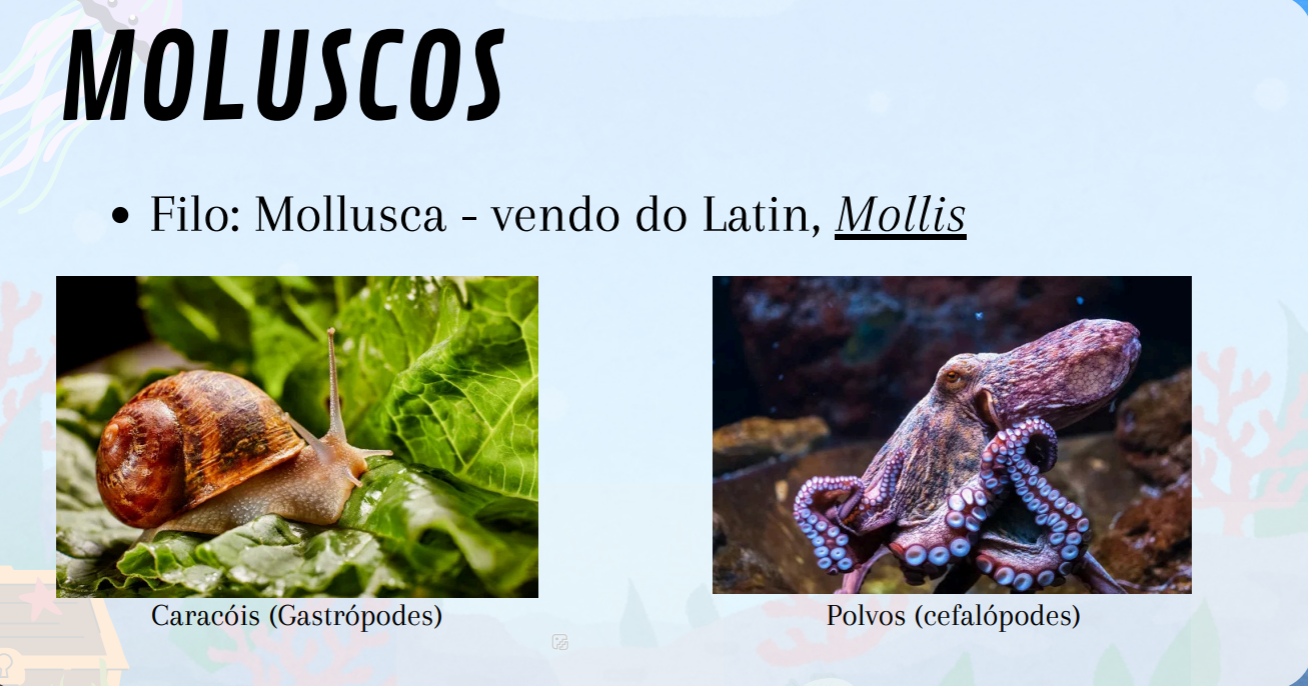 MOLUSCOS
• Filo: Mollusca - vendo do Latin, Mollis
Caracóis (Gastrópodes)
Polvos (cefalópodes)